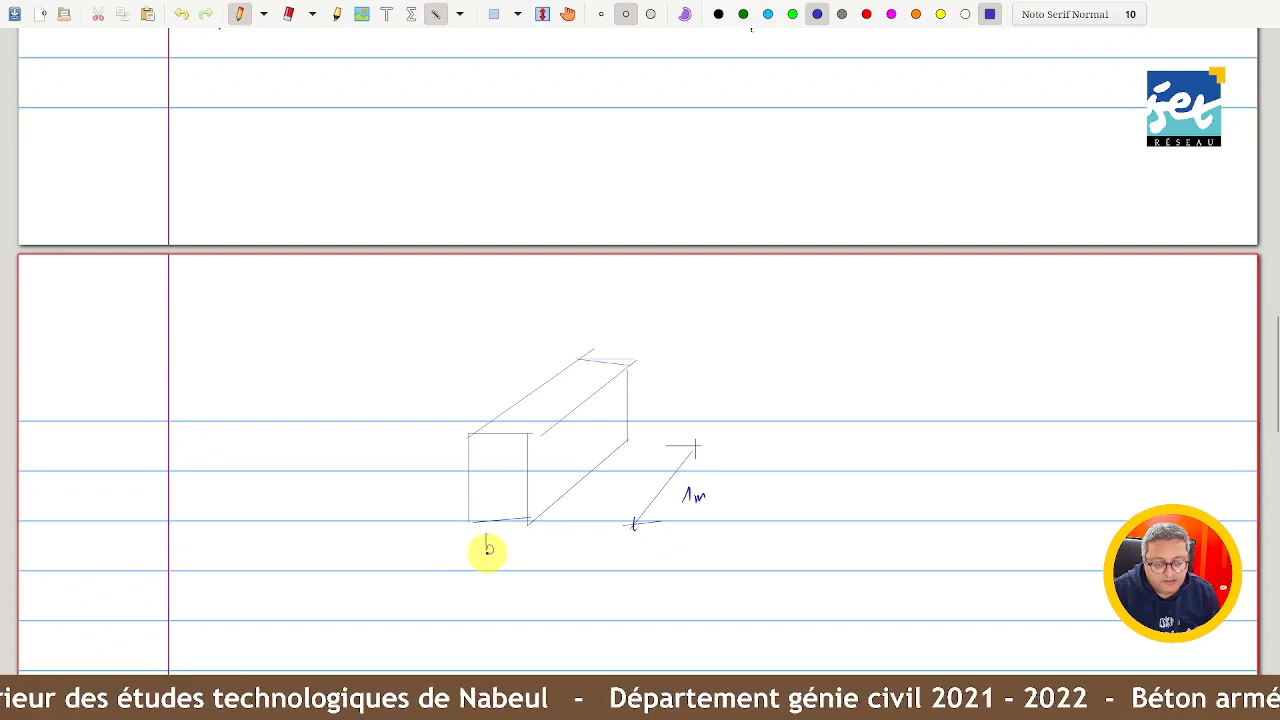 Noto Serif Normal 10
iset
RÉSEAU
1m
b
rieur des études technologiques de Nabeul - Département génie civil 2021 - 2022 - Béton armé